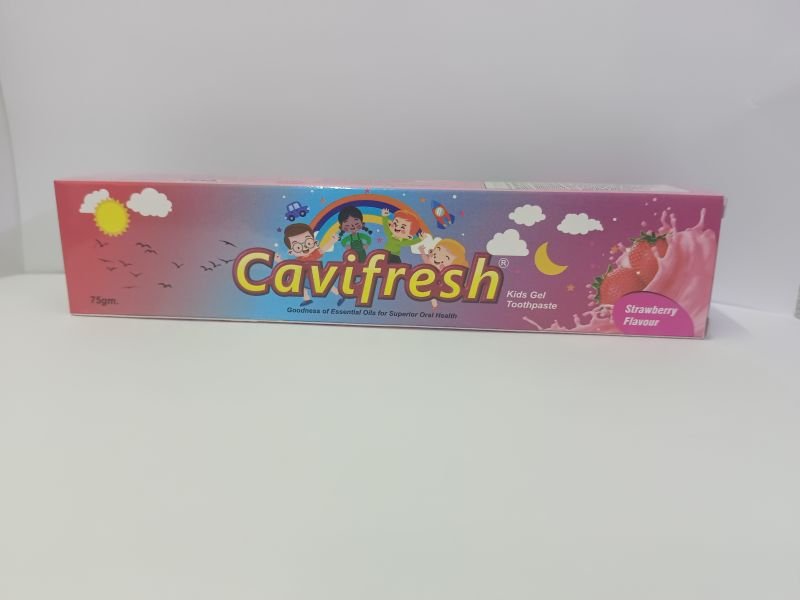 Cavifresh®
Kids Gel
Toothpaste
Goodness of Essential Oils for Superior Oral Health
75gm.
Strawberry
Flavour